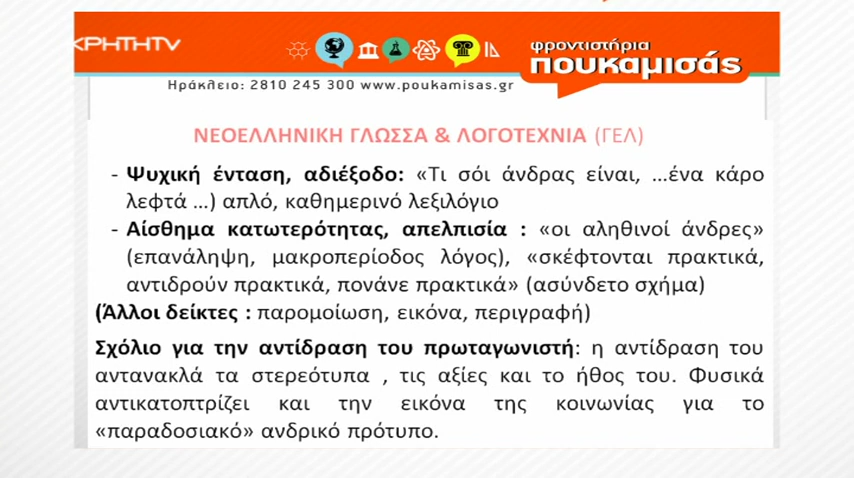 ΚΡΗΤΗTV
φροντιστήρια
πουκαμισάς
Ηράκλειο: 2810 245 300 www.poukamisas.gr
ΝΕΟΕΛΛΗΝΙΚΗ ΓΛΩΣΣΑ & ΛΟΓΟΤΕΧΝΙΑ (ΓΕΛ)
- Ψυχική ένταση, αδιέξοδο: «Τι σόι άνδρας είναι, ...ένα κάρο
λεφτά ...) απλό, καθημερινό λεξιλόγιο
- Αίσθημα κατωτερότητας, απελπισία : «οι αληθινοί άνδρες»
(επανάληψη, μακροπερίοδος λόγος), «σκέφτονται πρακτικά,
αντιδρούν πρακτικά, πονάνε πρακτικά» (ασύνδετο σχήμα)
(Άλλοι δείκτες : παρομοίωση, εικόνα, περιγραφή)
Σχόλιο για την αντίδραση του πρωταγωνιστή: η αντίδραση του
αντανακλά τα στερεότυπα , τις αξίες και το ήθος του. Φυσικά
αντικατοπτρίζει και την εικόνα της κοινωνίας για το
«παραδοσιακό» ανδρικό πρότυπο.